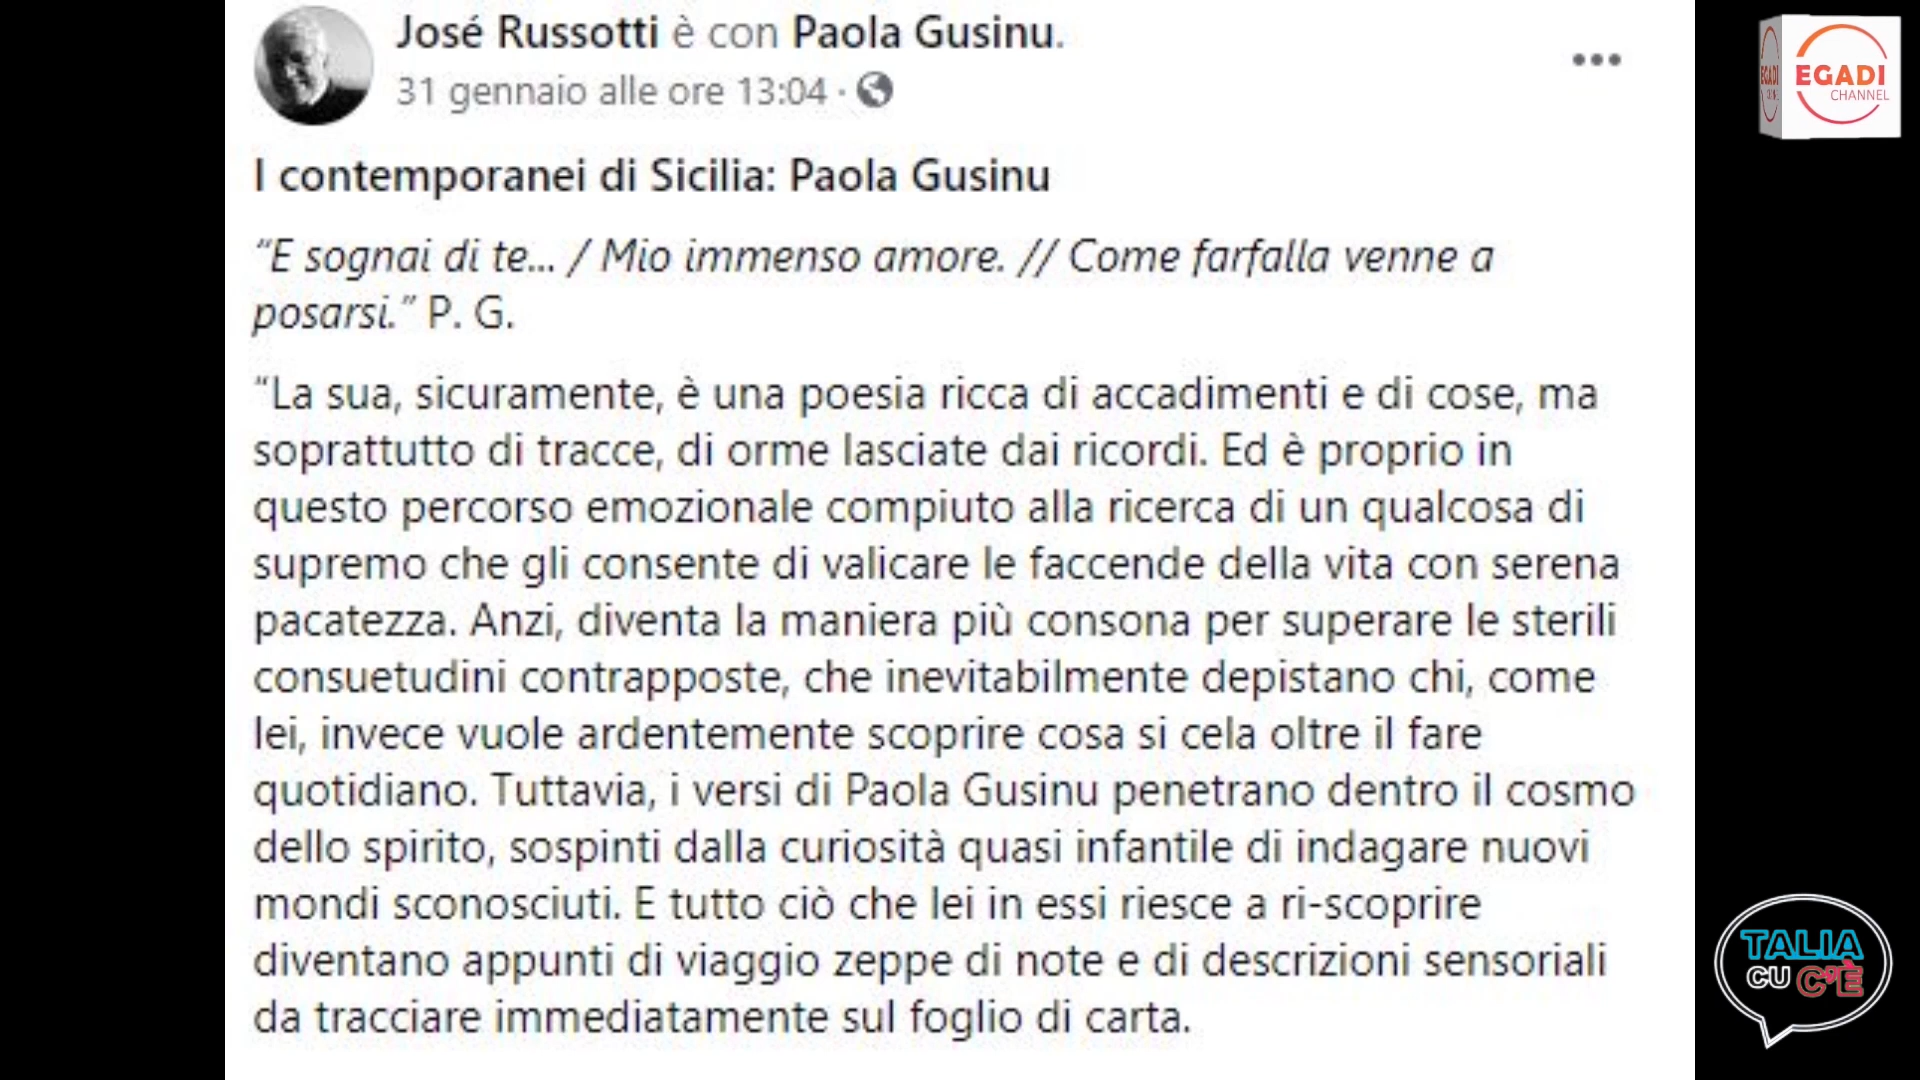 José Russotti è con Paola Gusinu.
31 gennaio alle ore 13:04 ·
I contemporanei di Sicilia: Paola Gusinu
“E sognai di te... / Mio immenso amore. // Come farfalla venne a
posarsi.” P. G.
“La sua, sicuramente, è una poesia ricca di accadimenti e di cose, ma
soprattutto di tracce, di orme lasciate dai ricordi. Ed è proprio in
questo percorso emozionale compiuto alla ricerca di un qualcosa di
supremo che gli consente di valicare le faccende della vita con serena
pacatezza. Anzi, diventa la maniera più consona per superare le sterili
consuetudini contrapposte, che inevitabilmente depistano chi, come
lei, invece vuole ardentemente scoprire cosa si cela oltre il fare
quotidiano. Tuttavia, i versi di Paola Gusinu penetrano dentro il cosmo
dello spirito, sospinti dalla curiosità quasi infantile di indagare nuovi
mondi sconosciuti. E tutto ciò che lei in essi riesce a ri-scoprire
diventano appunti di viaggio zeppe di note e di descrizioni sensoriali
da tracciare immediatamente sul foglio di carta.
EGADI
CHANNEL
TALIA
CU C'È